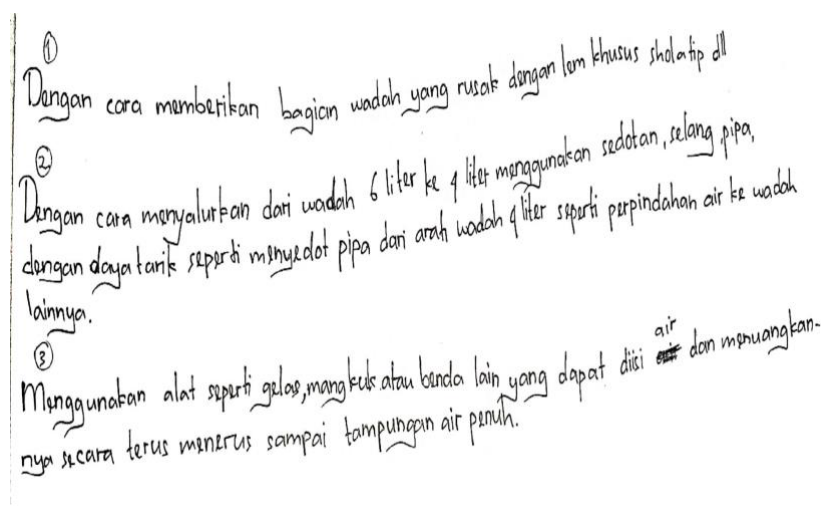 ①
Dengan cara memberikan bagian wadah yang rusak dengan lem khusus sholatip dll
②
Dengan cara menyalurkan dari wadah 6 liter ke 9 liter menggunakan sedotan, selang, pipa,
dengan daya tarik seperti menyedot pipa dari arah wadah 9 liter seperti perpindahan air ke wadah
lainnya.
③
Menggunakan alat seperti gelas, mangkuk atau benda lain yang dapat diisi air dan menuangkan-
nya secara terus menerus sampai tampungan air penuh.